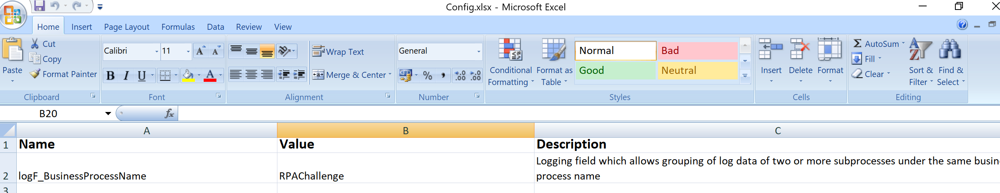 Config.xlsx - Microsoft Excel
Home Insert Page Layout Formulas Data Review View
Paste
Cut
Copy
Format Painter
Clipboard
Calibri 11
B I U
Font
Wrap Text
Merge & Center
Alignment
General
Number
Conditional Formatting
Format as Table
Normal Bad
Good Neutral
Styles
Insert Delete Format
Cells
AutoSum
Fill
Clear
Sort & Filter
Find & Select
Editing
B20 fx
A B C
1 Name Value Description
Logging field which allows grouping of log data of two or more subprocesses under the same busin
2 logF_BusinessProcessName RPAChallenge process name
3